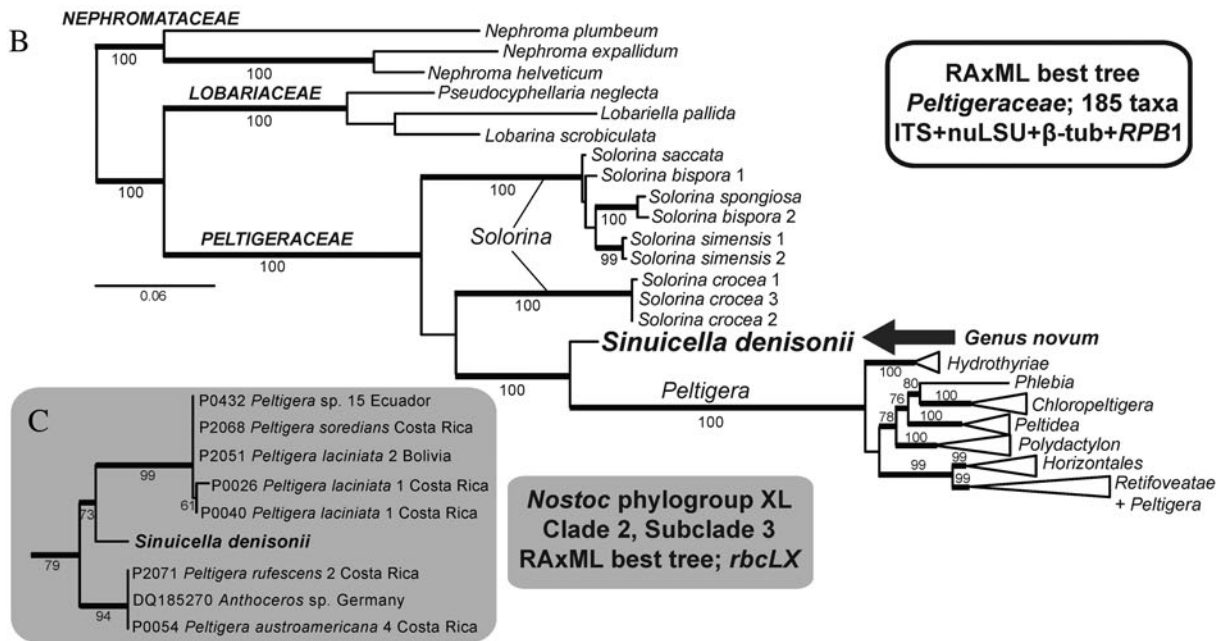 B
NEPHROMATACEAE
Nephroma plumbeum
100
Nephroma expallidum
100
Nephroma helveticum
LOBARIACEAE
Pseudocyphellaria neglecta
100
Lobariella pallida
Lobarina scrobiculata
100
RAxML best tree
Peltigeraceae; 185 taxa
ITS+nuLSU+β-tub+RPB1
Solorina saccata
100
Solorina bispora 1
Solorina spongiosa
100
Solorina bispora 2
PELTIGERACEAE
100
Solorina
Solorina simensis 1
99
Solorina simensis 2
0.06
Solorina crocea 1
100
Solorina crocea 3
Solorina crocea 2
Sinuicella denisonii
Genus novum
100
Peltigera
100
100
Hydrothyriae
80
Phlebia
76
100
Chloropeltigera
78
100
Peltidea
100
Polydactylon
99
99
Horizontales
99
Retifoveatae
+ Peltigera
C
P0432 Peltigera sp. 15 Ecuador
P2068 Peltigera soredians Costa Rica
99
P2051 Peltigera laciniata 2 Bolivia
P0026 Peltigera laciniata 1 Costa Rica
61
P0040 Peltigera laciniata 1 Costa Rica
73
Sinuicella denisonii
79
P2071 Peltigera rufescens 2 Costa Rica
94
DQ185270 Anthoceros sp. Germany
P0054 Peltigera austroamericana 4 Costa Rica
Nostoc phylogroup XL
Clade 2, Subclade 3
RAxML best tree; rbcLX